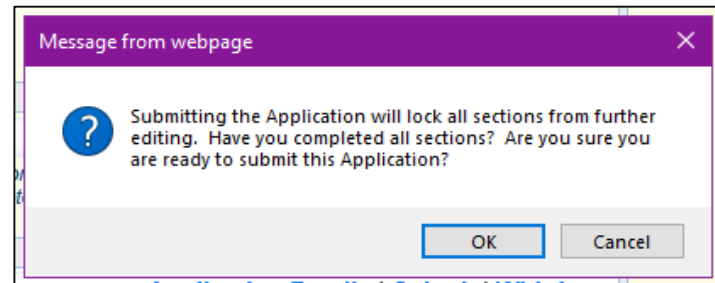 Message from webpage
Submitting the Application will lock all sections from further
editing. Have you completed all sections? Are you sure you
are ready to submit this Application?
OK
Cancel